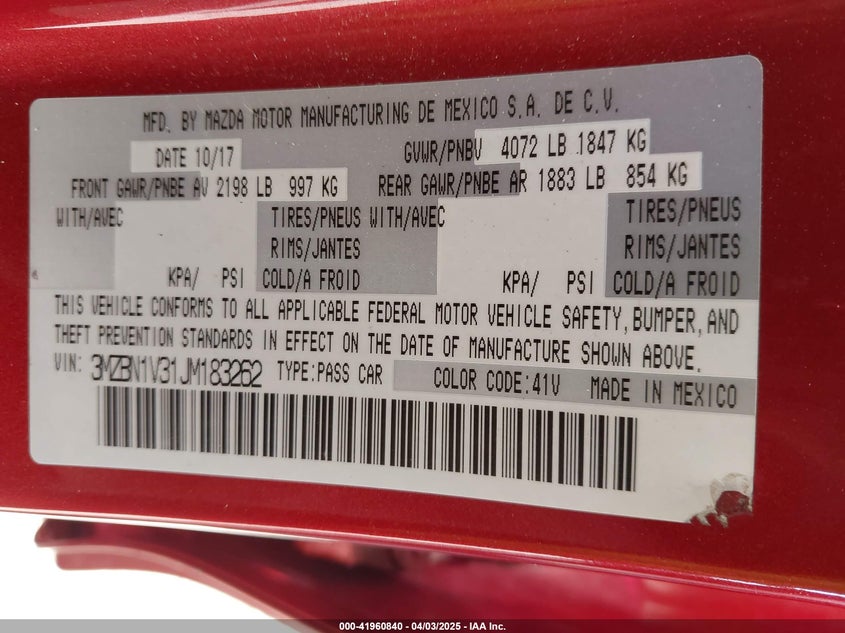 MFD. BY MAZDA MOTOR MANUFACTURING DE MEXICO S.A. DE C.V.
DATE 10/17 GVWR/PNBV 4072 LB 1847 KG
FRONT GAWR/PNBE AV 2198 LB 997 KG REAR GAWR/PNBE AR 1883 LB 854 KG
WITH/AVEC TIRES/PNEUS WITH/AVEC TIRES/PNEUS
RIMS/JANTES RIMS/JANTES
KPA/ PSI COLD/A FROID KPA/ PSI COLD/A FROID
THIS VEHICLE CONFORMS TO ALL APPLICABLE FEDERAL MOTOR VEHICLE SAFETY, BUMPER, AND
THEFT PREVENTION STANDARDS IN EFFECT ON THE DATE OF MANUFACTURE SHOWN ABOVE.
VIN: 3MZBN1V31JM183262 TYPE:PASS CAR COLOR CODE:41V MADE IN MEXICO
000-41960840 - 04/03/2025 - IAA Inc.